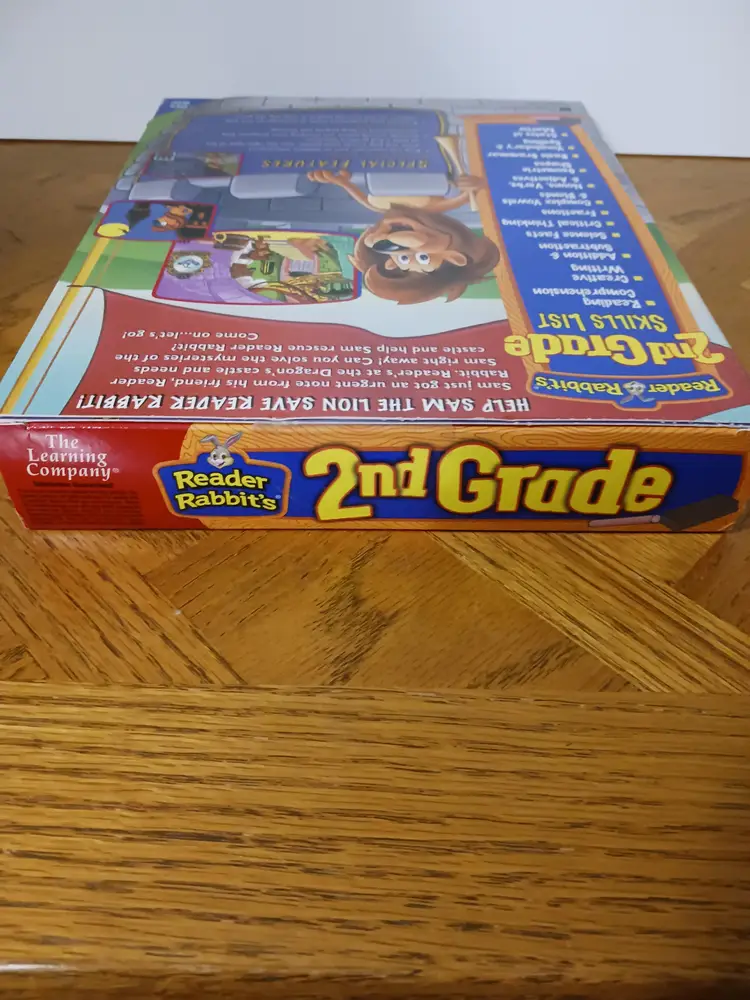 The
Learning
Company®
Reader
Rabbit's®
2nd Grade
HELP SAM THE LION SAVE READER RABBIT!
Sam just got an urgent note from his friend, Reader
Rabbit. Reader's at the Dragon's castle and needs
Sam right away! Can you solve the mysteries of the
castle and help Sam rescue Reader Rabbit?
Come on...let's go!
Reader Rabbit's
2nd Grade
SKILLS LIST
■ Reading
Comprehension
■ Creative
Writing
■ Addition &
Subtraction
■ Science Facts
■ Critical Thinking
■ Fractions
■ Complex Vowels
& Blends
■ Nouns, Verbs,
& Adjectives
■ Geometric
Shapes
■ Basic Grammar
■ Vocabulary &
Spelling
■ States of
Matter
SPECIAL FEATURES